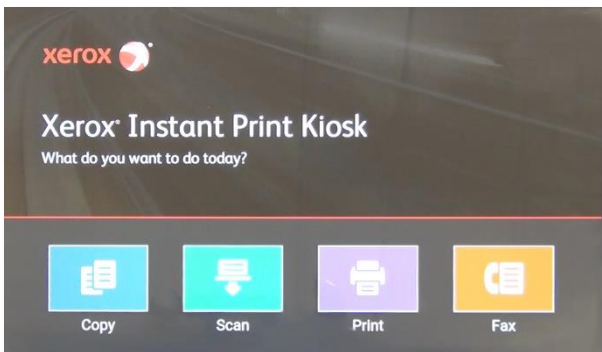 xerox
Xerox® Instant Print Kiosk
What do you want to do today?
Copy
Scan
Print
Fax